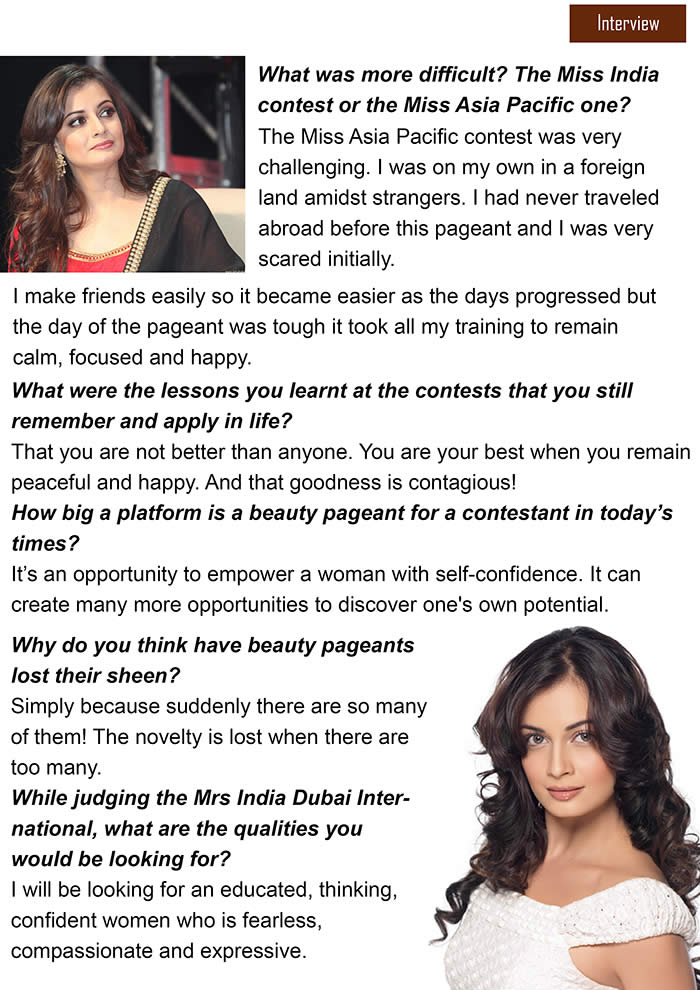 Interview
What was more difficult? The Miss India
contest or the Miss Asia Pacific one?
The Miss Asia Pacific contest was very
challenging. I was on my own in a foreign
land amidst strangers. I had never traveled
abroad before this pageant and I was very
scared initially.
I make friends easily so it became easier as the days progressed but
the day of the pageant was tough it took all my training to remain
calm, focused and happy.
What were the lessons you learnt at the contests that you still
remember and apply in life?
That you are not better than anyone. You are your best when you remain
peaceful and happy. And that goodness is contagious!
How big a platform is a beauty pageant for a contestant in today’s
times?
It’s an opportunity to empower a woman with self-confidence. It can
create many more opportunities to discover one's own potential.
Why do you think have beauty pageants
lost their sheen?
Simply because suddenly there are so many
of them! The novelty is lost when there are
too many.
While judging the Mrs India Dubai Inter-
national, what are the qualities you
would be looking for?
I will be looking for an educated, thinking,
confident women who is fearless,
compassionate and expressive.